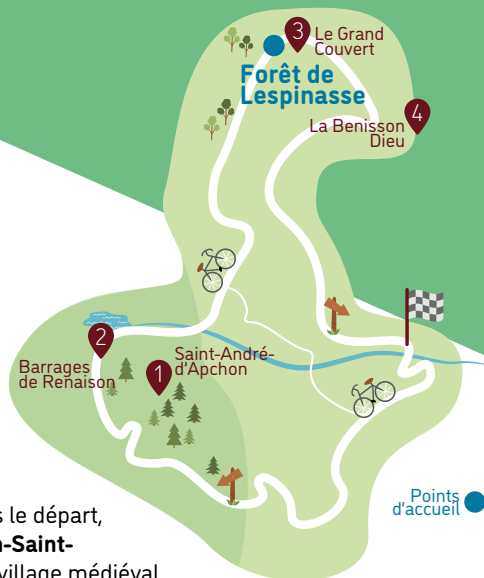 3
Le Grand
Couvert
Forêt de
Lespinasse
4
La Benisson
Dieu
2
Barrages
de Renaison
1
Saint-André-
d'Apchon
Points
d'accueil
le départ,
-Saint-
village médiéval